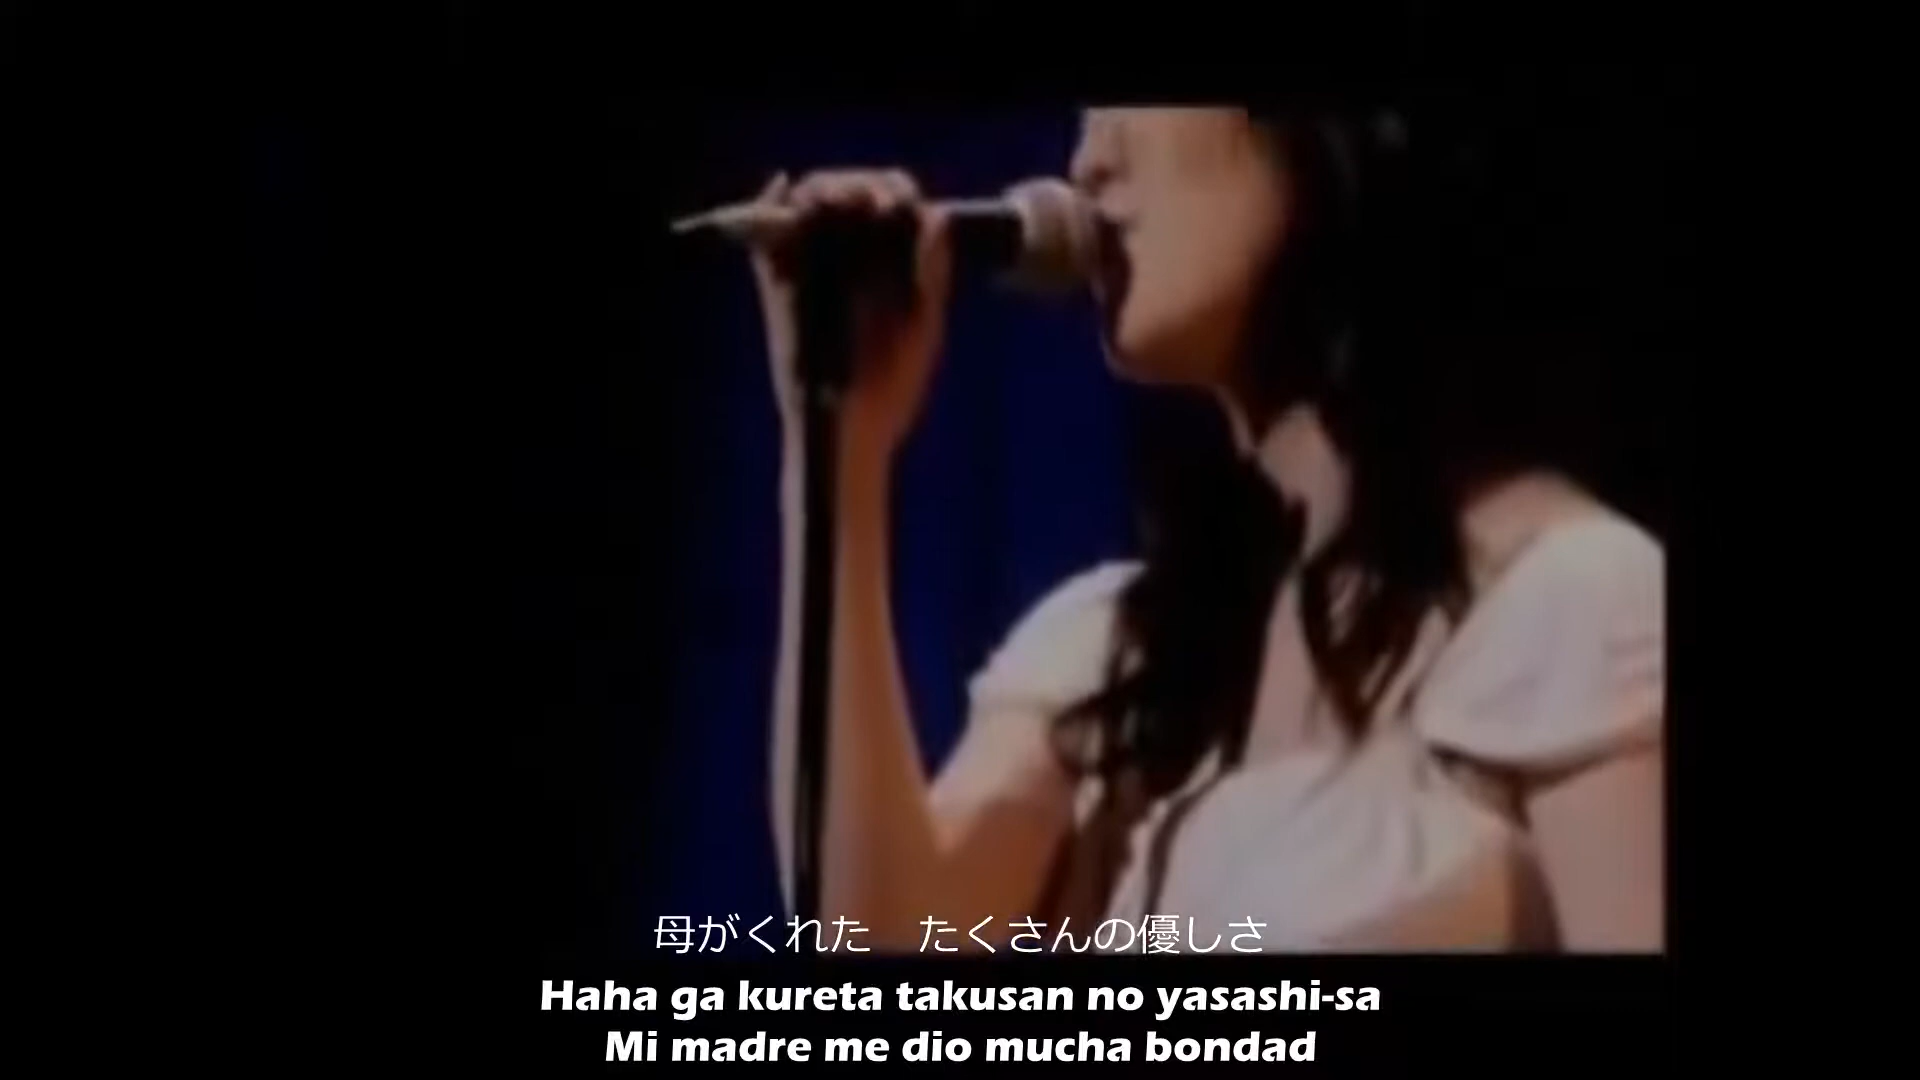 母がくれた　たくさんの優しさ
Haha ga kureta takusan no yasashi-sa
Mi madre me dio mucha bondad